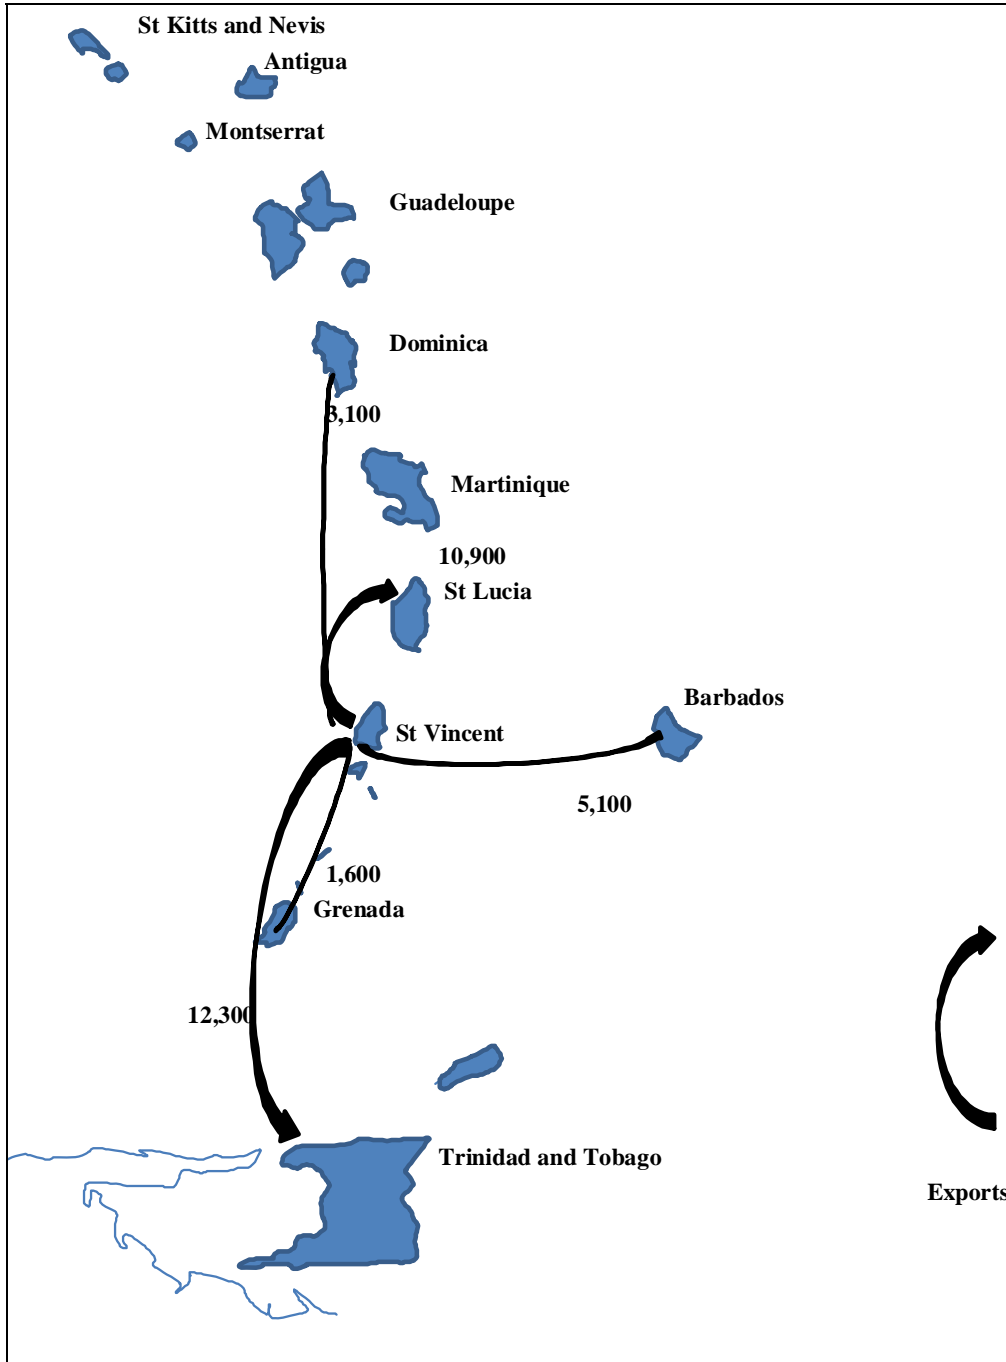 St Kitts and Nevis
Antigua
Montserrat
Guadeloupe
Dominica
3,100
Martinique
10,900
St Lucia
Barbados
St Vincent
5,100
1,600
Grenada
12,300
Trinidad and Tobago
Exports